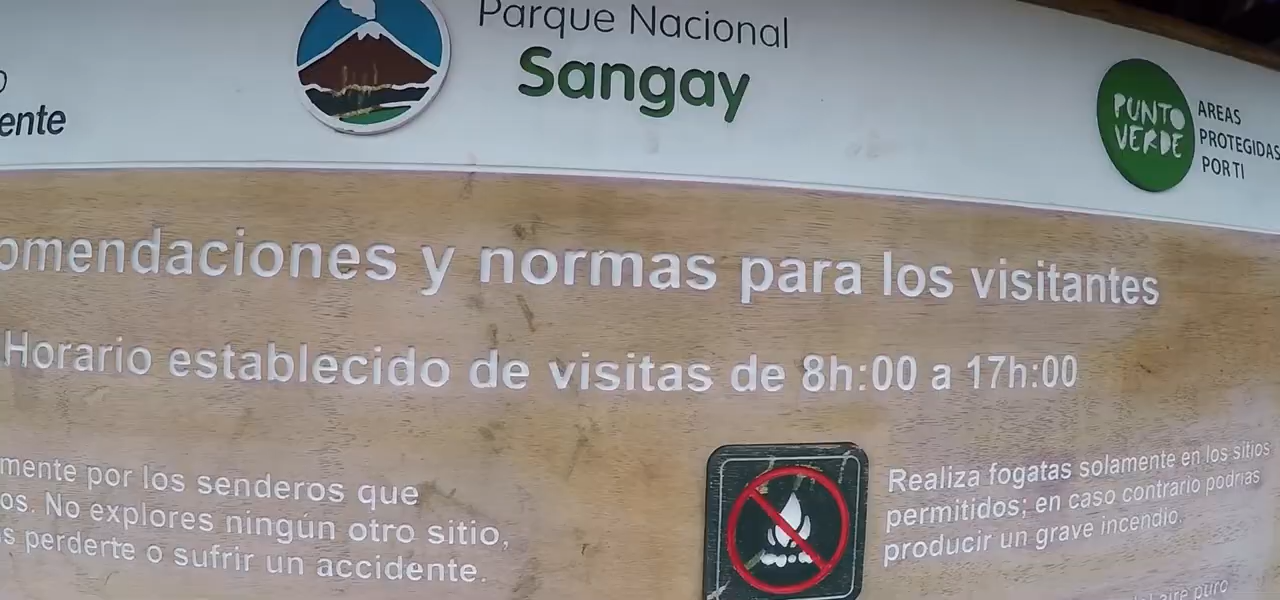 Parque Nacional
Sangay
ente
PUNTO
VERDE
AREAS
PROTEGIDAS
POR TI
omendaciones y normas para los visitantes
Horario establecido de visitas de 8h:00 a 17h:00
mente por los senderos que
os. No explores ningún otro sitio,
s perderte o sufrir un accidente.
Realiza fogatas solamente en los sitios
permitidos; en caso contrario podrías
producir un grave incendio.
aire puro